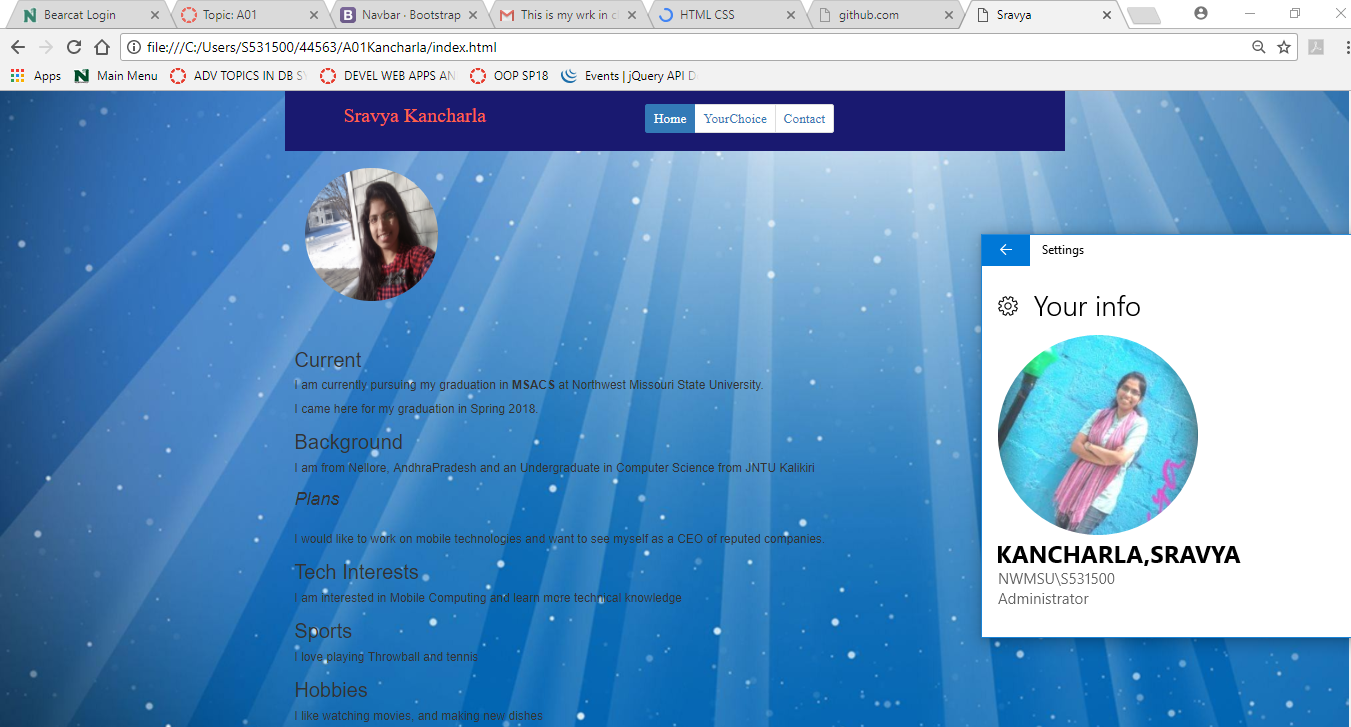 Bearcat Login
Topic: A01
Navbar · Bootstrap
This is my wrk in c
HTML CSS
github.com
Sravya
file:///C:/Users/S531500/44563/A01Kancharla/index.html
Apps
Main Menu
ADV TOPICS IN DB SY
DEVEL WEB APPS AN
OOP SP18
Events | jQuery API D
Sravya Kancharla
Home
YourChoice
Contact
Current
I am currently pursuing my graduation in MSACS at Northwest Missouri State University.
I came here for my graduation in Spring 2018.
Background
I am from Nellore, AndhraPradesh and an Undergraduate in Computer Science from JNTU Kalikiri
Plans
I would like to work on mobile technologies and want to see myself as a CEO of reputed companies.
Tech Interests
I am interested in Mobile Computing and learn more technical knowledge
Sports
I love playing Throwball and tennis
Hobbies
I like watching movies, and making new dishes
Settings
Your info
KANCHARLA,SRAVYA
NWMSU\S531500
Administrator